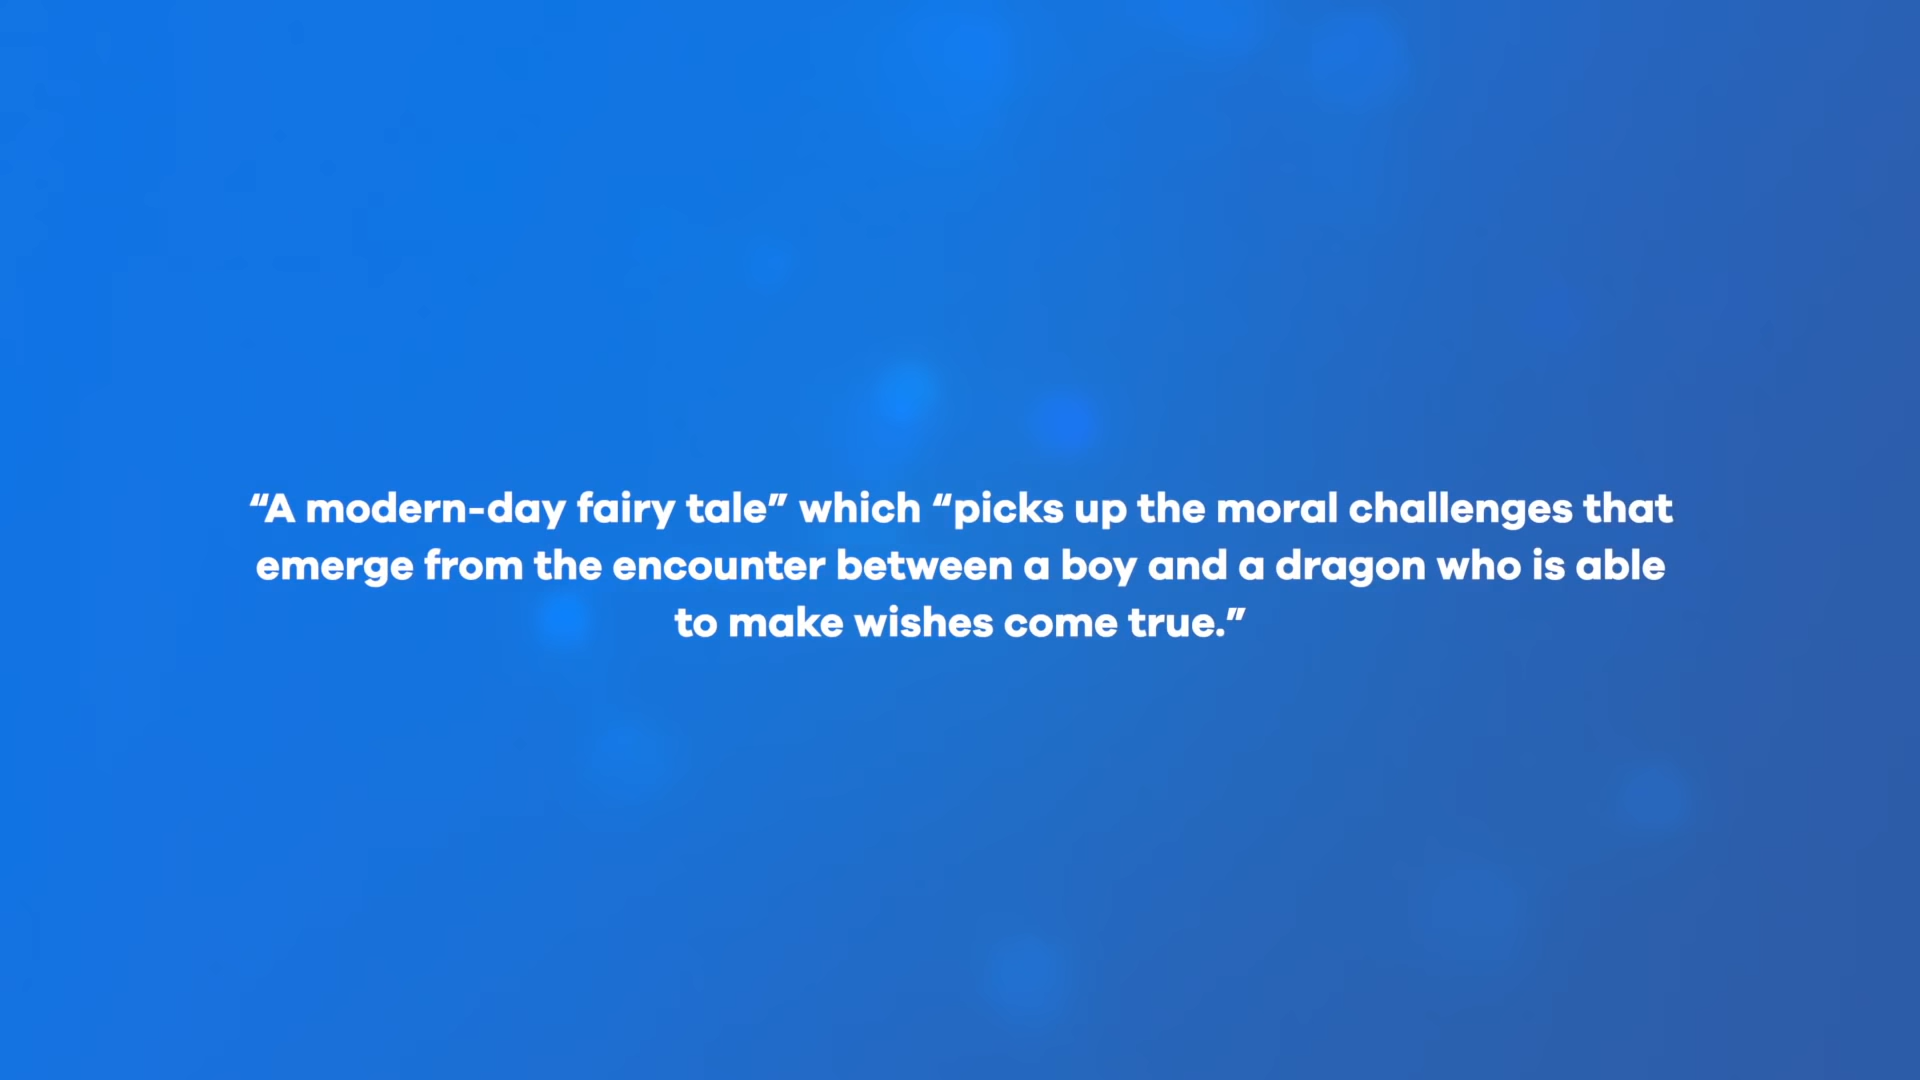 “A modern-day fairy tale” which “picks up the moral challenges that
emerge from the encounter between a boy and a dragon who is able
to make wishes come true.”